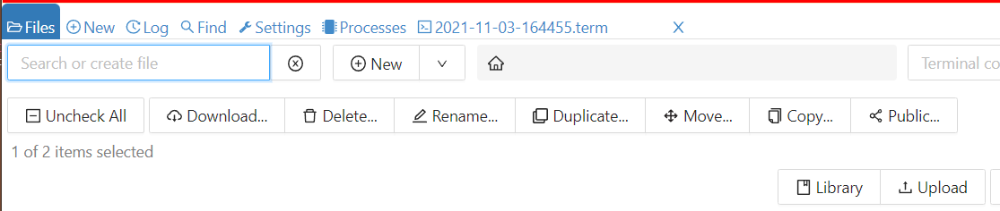 Files New Log Find Settings Processes 2021-11-03-164455.term
Search or create file New Terminal co
Uncheck All Download... Delete... Rename... Duplicate... Move... Copy... Public...
1 of 2 items selected
Library Upload